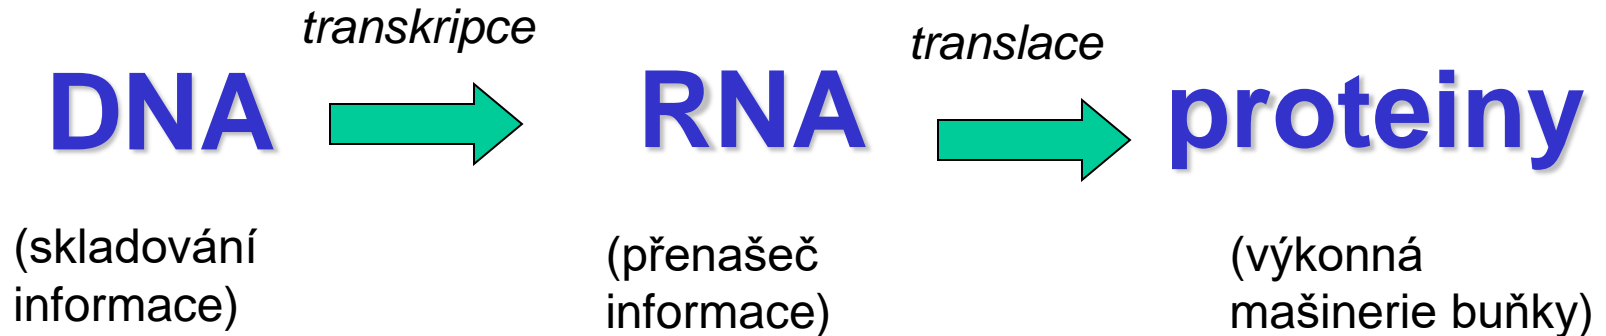 transkripce
translace
DNA
RNA
proteiny
(skladování
informace)
(přenašeč
informace)
(výkonná
mašinerie buňky)